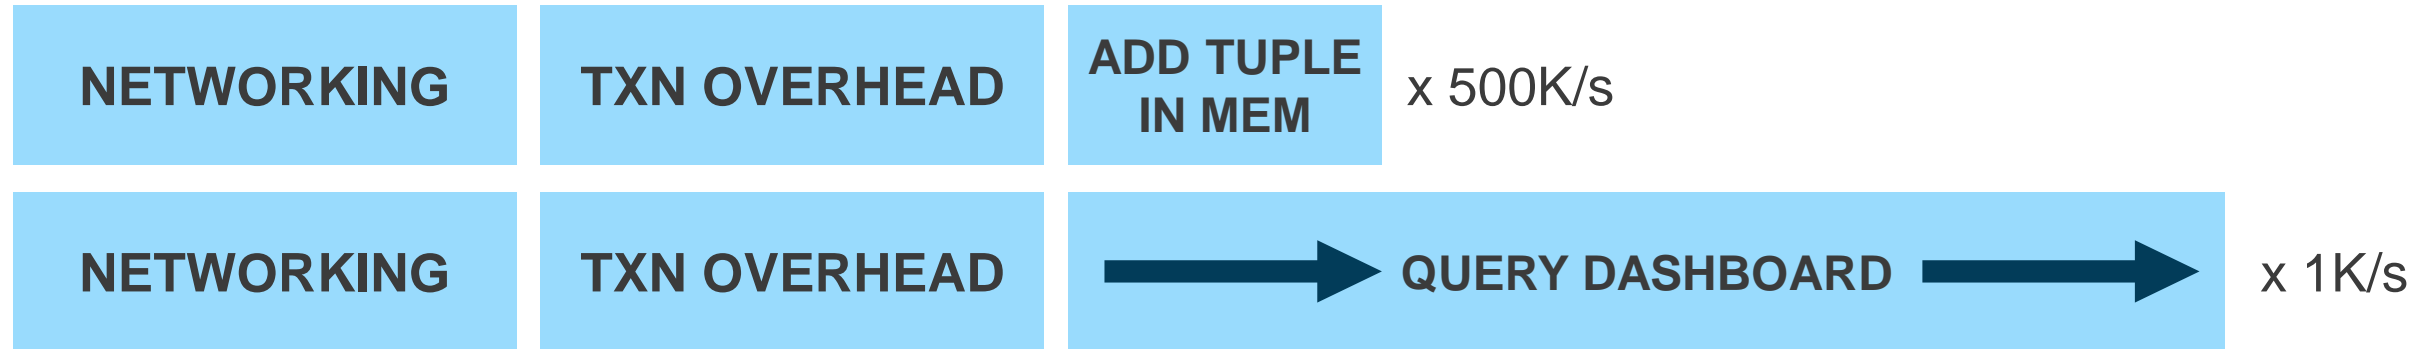 NETWORKING TXN OVERHEAD ADD TUPLE
IN MEM x 500K/s
NETWORKING TXN OVERHEAD QUERY DASHBOARD x 1K/s